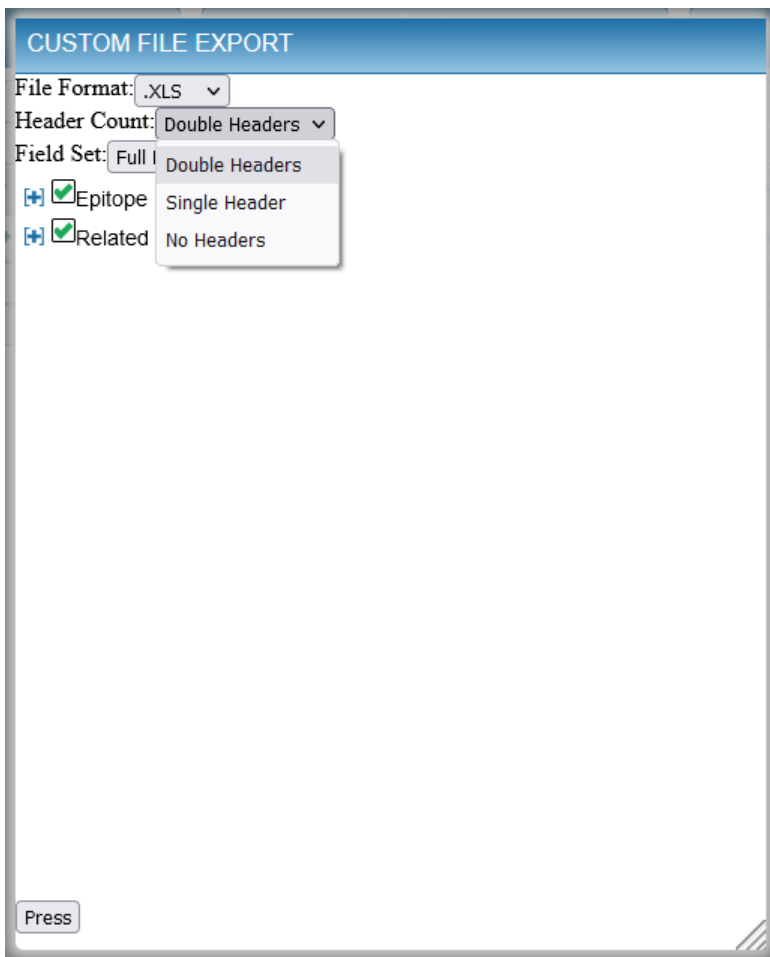 CUSTOM FILE EXPORT
File Format: .XLS
Header Count: Double Headers
Field Set: Full
Double Headers
Epitope
Single Header
Related
No Headers
Press